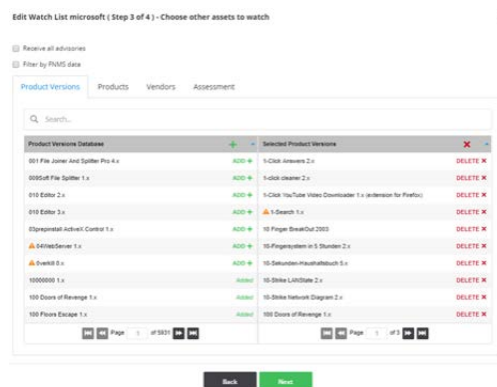 Edit Watch List microsoft ( Step 3 of 4 ) - Choose other assets to watch
Receive all advisories
Filter by FNMS data
Product Versions Products Vendors Assessment
Search...
Product Versions Database
001 File Joiner And Splitter Pro 4.x ADD +
009Soft File Splitter 1.x ADD +
010 Editor 2.x ADD +
010 Editor 3.x ADD +
03prepinstall ActiveX Control 1.x ADD +
04WebServer 1.x ADD +
0verkill 0.x ADD +
10000000 1.x Added
100 Doors of Revenge 1.x Added
100 Floors Escape 1.x Added
Page 1 of 5931
Selected Product Versions
1-Click Answers 2.x DELETE ×
1-click cleaner 2.x DELETE ×
1-Click YouTube Video Downloader 1.x (extension for Firefox) DELETE ×
1-Search 1.x DELETE ×
10 Finger BreakOut 2003 DELETE ×
10-Fingersystem in 5 Stunden 2.x DELETE ×
10-Sekunden-Haushaltsbuch 5.x DELETE ×
10-Strike LANState 2.x DELETE ×
10-Strike Network Diagram 2.x DELETE ×
100 Doors of Revenge 1.x DELETE ×
Page 1 of 3
Back Next